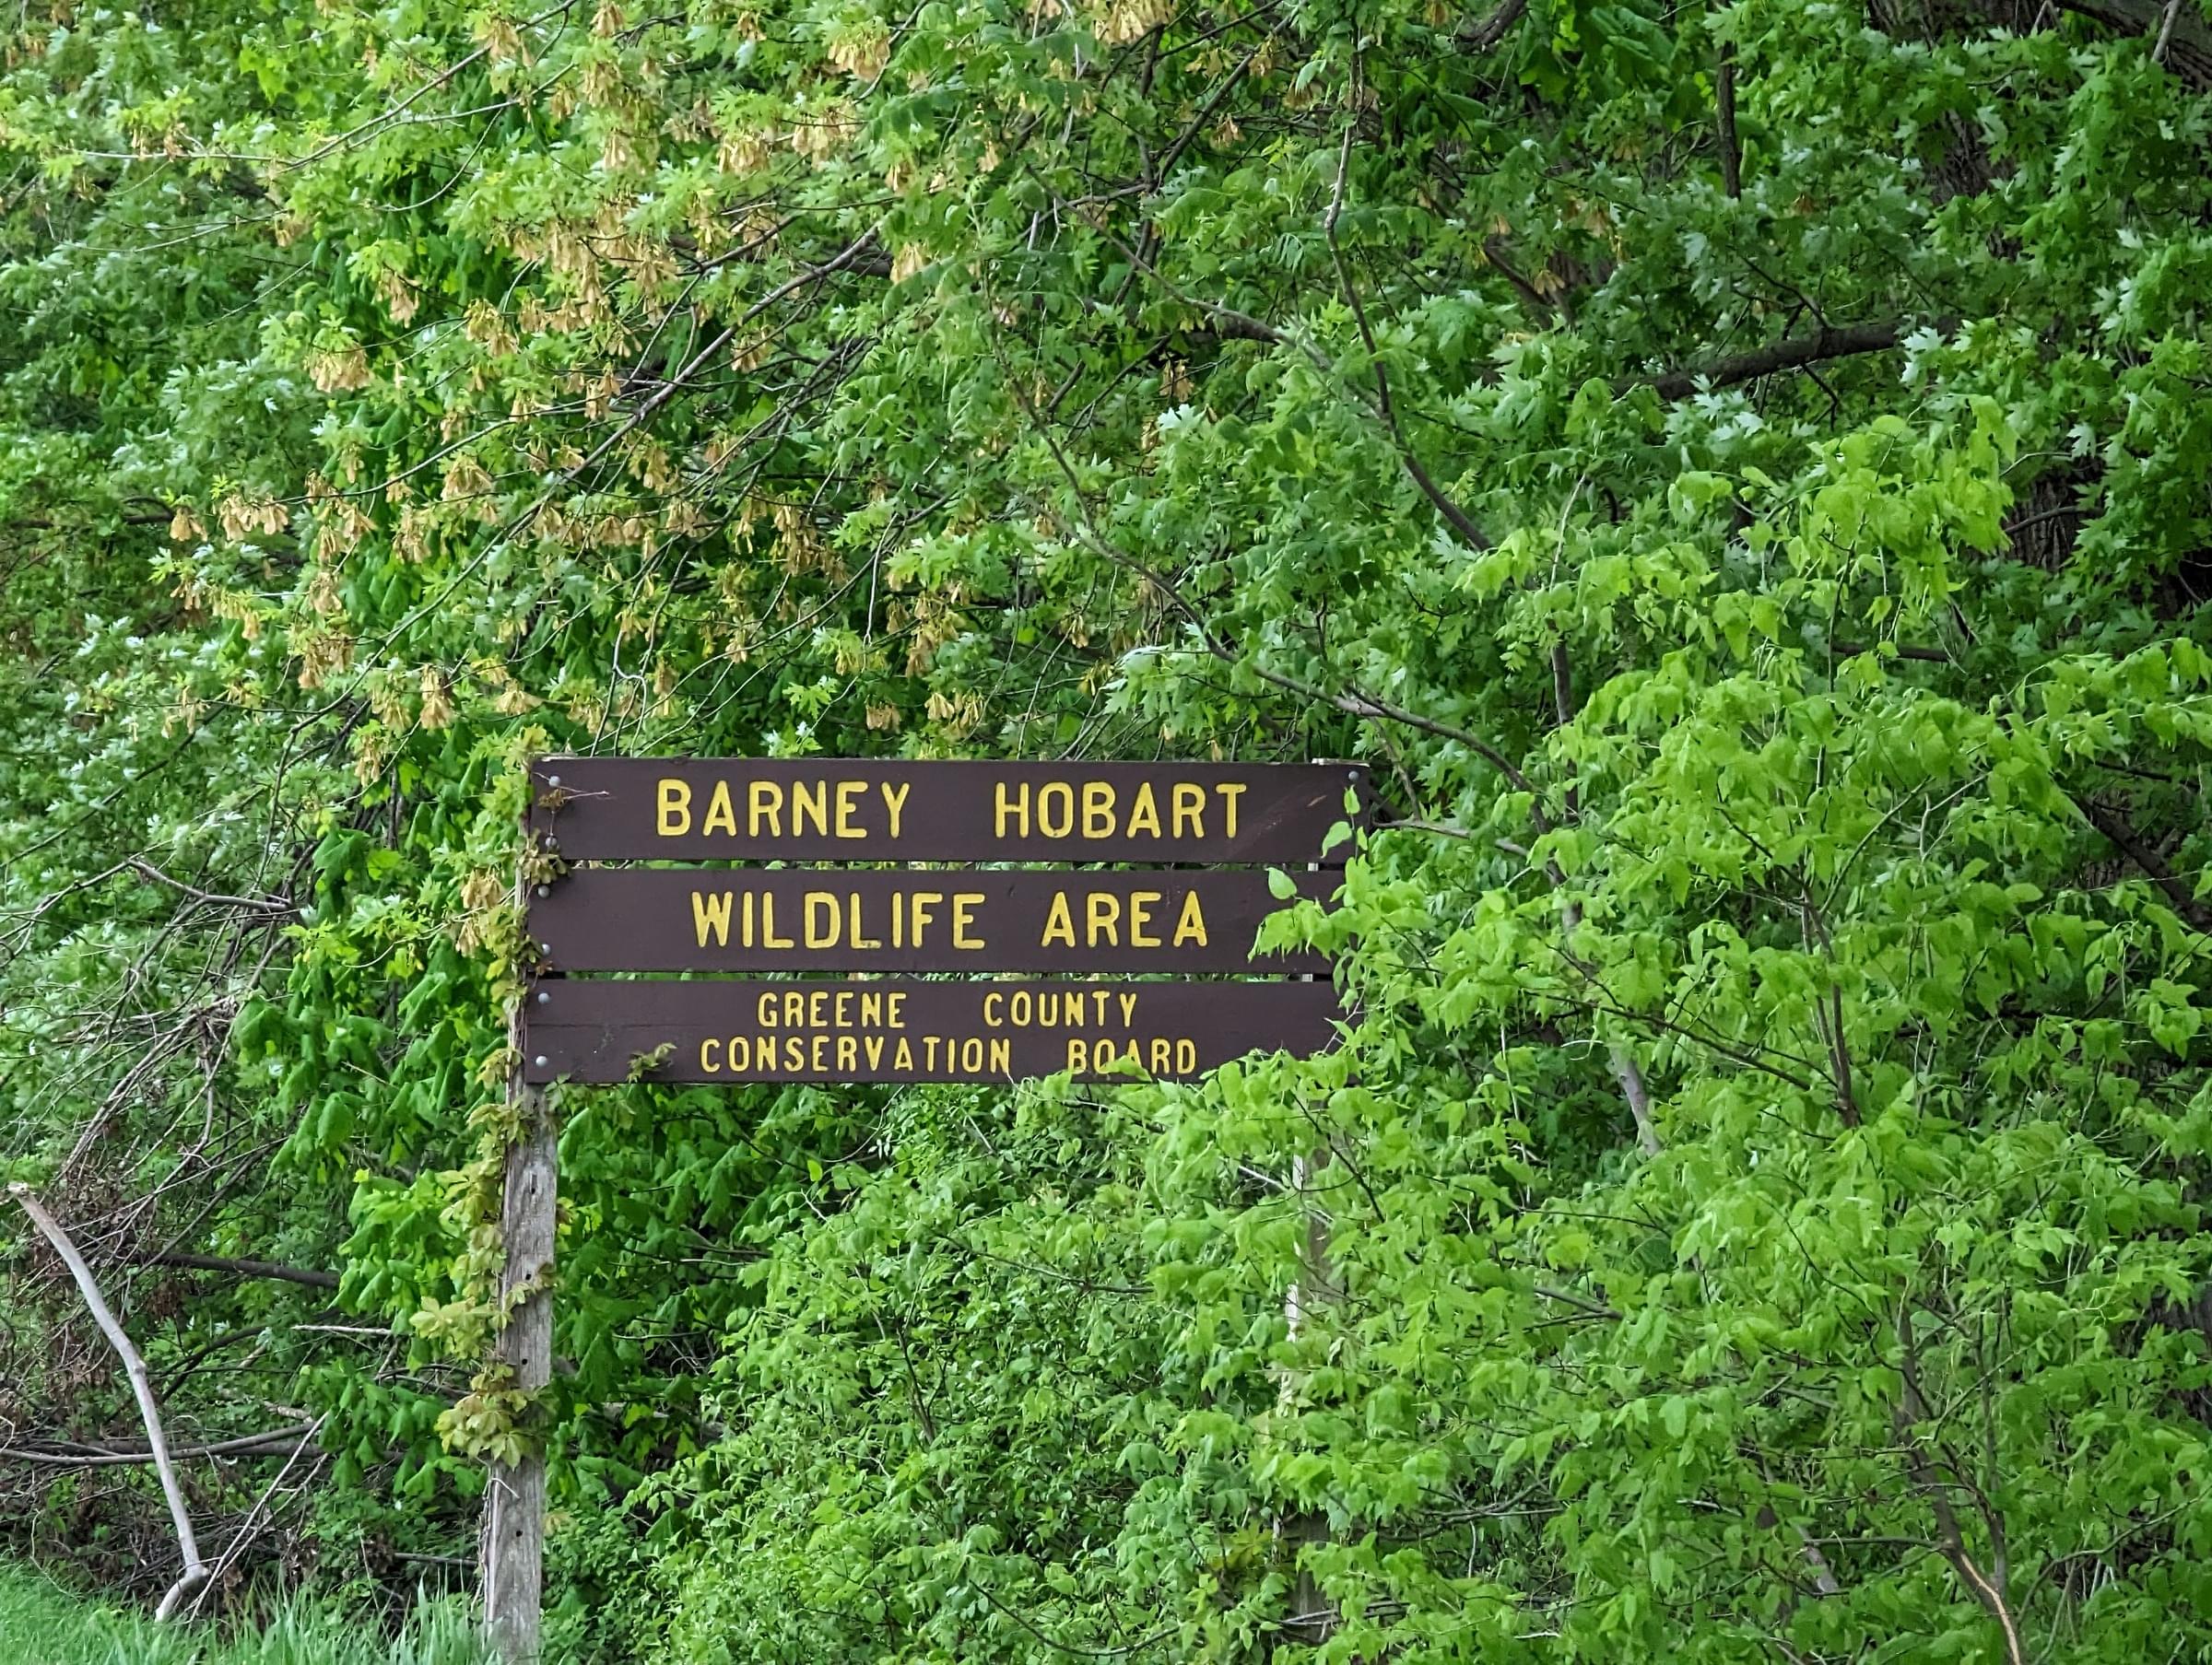 BARNEY HOBART
WILDLIFE AREA
GREENE COUNTY
CONSERVATION BOARD